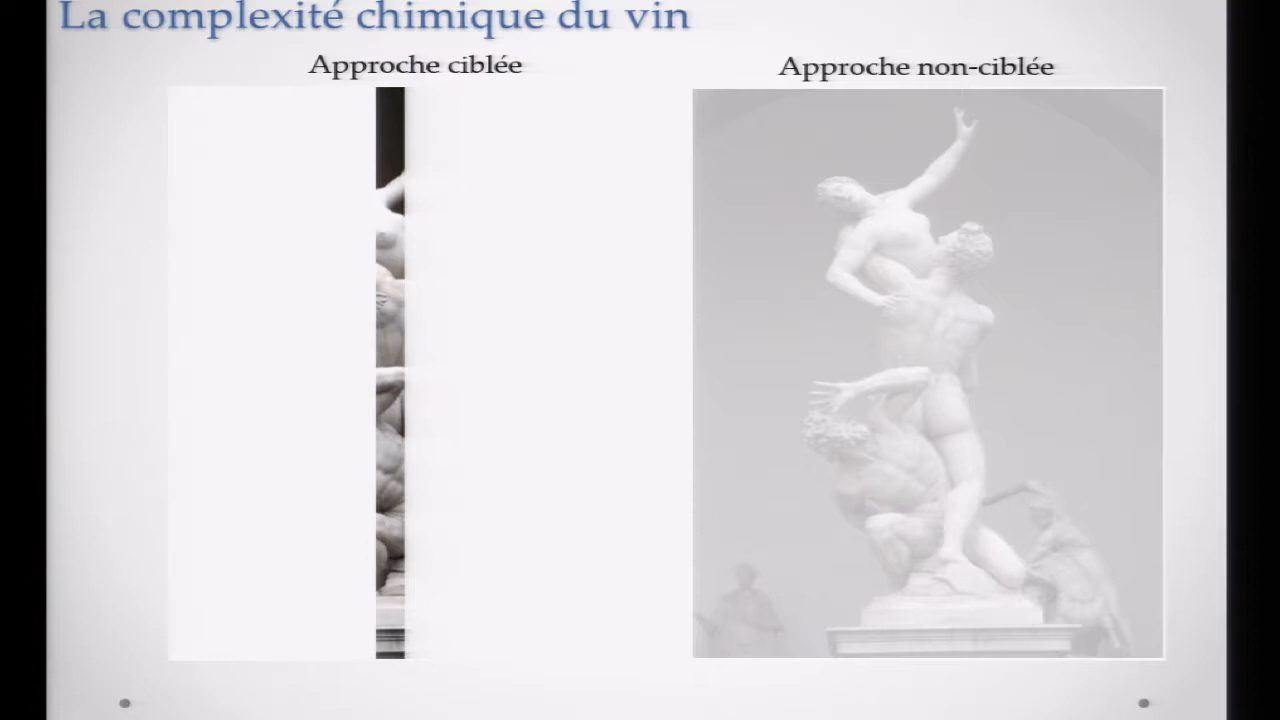 La complexité chimique du vin
Approche ciblée
Approche non-ciblée